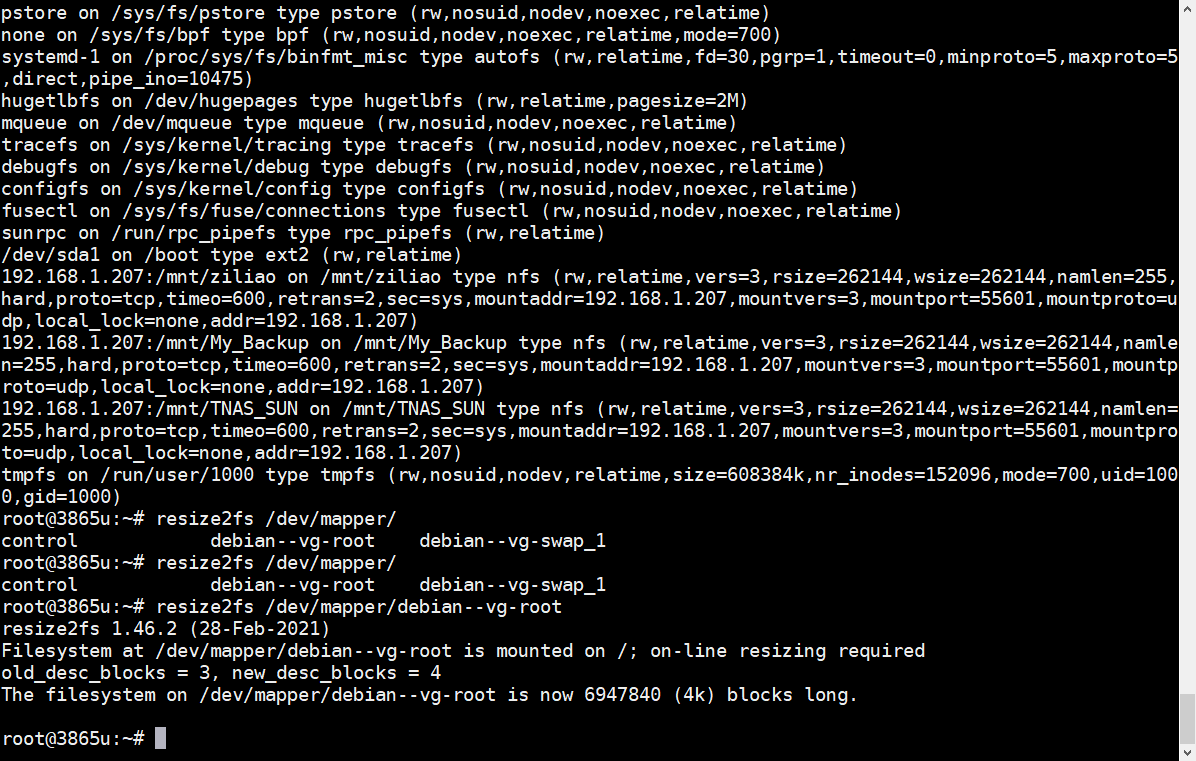 pstore on /sys/fs/pstore type pstore (rw,nosuid,nodev,noexec,relatime)
none on /sys/fs/bpf type bpf (rw,nosuid,nodev,noexec,relatime,mode=700)
systemd-1 on /proc/sys/fs/binfmt_misc type autofs (rw,relatime,fd=30,pgrp=1,timeout=0,minproto=5,maxproto=5
,direct,pipe_ino=10475)
hugetlbfs on /dev/hugepages type hugetlbfs (rw,relatime,pagesize=2M)
mqueue on /dev/mqueue type mqueue (rw,nosuid,nodev,noexec,relatime)
tracefs on /sys/kernel/tracing type tracefs (rw,nosuid,nodev,noexec,relatime)
debugfs on /sys/kernel/debug type debugfs (rw,nosuid,nodev,noexec,relatime)
configfs on /sys/kernel/config type configfs (rw,nosuid,nodev,noexec,relatime)
fusectl on /sys/fs/fuse/connections type fusectl (rw,nosuid,nodev,noexec,relatime)
sunrpc on /run/rpc_pipefs type rpc_pipefs (rw,relatime)
/dev/sda1 on /boot type ext2 (rw,relatime)
192.168.1.207:/mnt/ziliao on /mnt/ziliao type nfs (rw,relatime,vers=3,rsize=262144,wsize=262144,namlen=255,
hard,proto=tcp,timeo=600,retrans=2,sec=sys,mountaddr=192.168.1.207,mountvers=3,mountport=55601,mountproto=u
dp,local_lock=none,addr=192.168.1.207)
192.168.1.207:/mnt/My_Backup on /mnt/My_Backup type nfs (rw,relatime,vers=3,rsize=262144,wsize=262144,namle
n=255,hard,proto=tcp,timeo=600,retrans=2,sec=sys,mountaddr=192.168.1.207,mountvers=3,mountport=55601,mountp
roto=udp,local_lock=none,addr=192.168.1.207)
192.168.1.207:/mnt/TNAS_SUN on /mnt/TNAS_SUN type nfs (rw,relatime,vers=3,rsize=262144,wsize=262144,namlen=
255,hard,proto=tcp,timeo=600,retrans=2,sec=sys,mountaddr=192.168.1.207,mountvers=3,mountport=55601,mountpro
to=udp,local_lock=none,addr=192.168.1.207)
tmpfs on /run/user/1000 type tmpfs (rw,nosuid,nodev,relatime,size=608384k,nr_inodes=152096,mode=700,uid=100
0,gid=1000)
root@3865u:~# resize2fs /dev/mapper/
control            debian--vg-root    debian--vg-swap_1
root@3865u:~# resize2fs /dev/mapper/
control            debian--vg-root    debian--vg-swap_1
root@3865u:~# resize2fs /dev/mapper/debian--vg-root
resize2fs 1.46.2 (28-Feb-2021)
Filesystem at /dev/mapper/debian--vg-root is mounted on /; on-line resizing required
old_desc_blocks = 3, new_desc_blocks = 4
The filesystem on /dev/mapper/debian--vg-root is now 6947840 (4k) blocks long.
root@3865u:~#